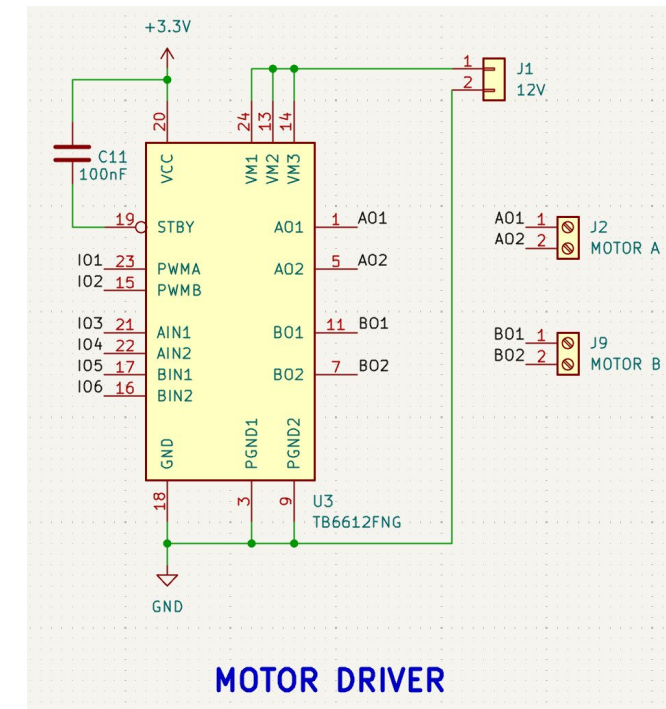 +3.3V
1 J1
2 12V
20 24 13 14
C11
100nF
VCC VM1 VM2 VM3
19 STBY AO1 1 AO1
IO1 23 PWMA AO2 5 AO2
IO2 15 PWMB
IO3 21 AIN1 BO1 11 BO1
IO4 22 AIN2
IO5 17 BIN1 BO2 7 BO2
IO6 16 BIN2
GND PGND1 PGND2
18 3 9
U3
TB6612FNG
GND
AO1 1 J2
AO2 2 MOTOR A
BO1 1 J9
BO2 2 MOTOR B
MOTOR DRIVER